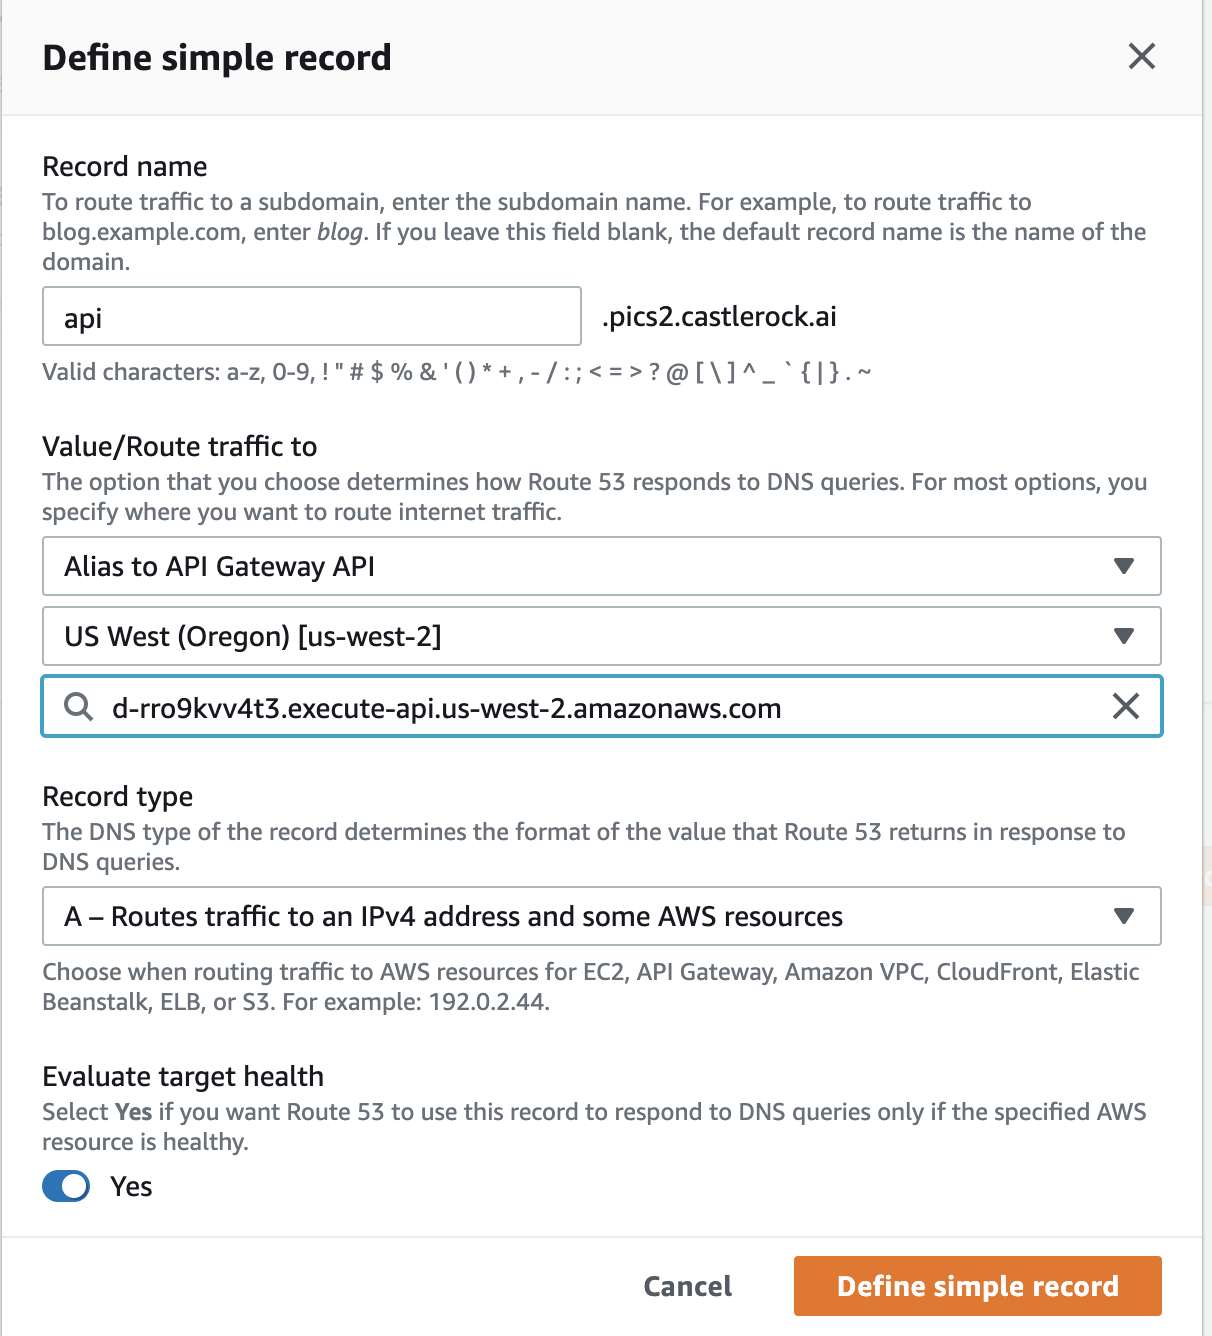 Define simple record
Record name
To route traffic to a subdomain, enter the subdomain name. For example, to route traffic to
blog.example.com, enter blog. If you leave this field blank, the default record name is the name of the
domain.
api
.pics2.castlerock.ai
Valid characters: a-z, 0-9, ! " # $ % & ' ( ) * + , - / : ; < = > ? @ [ \ ] ^ _ ` { | } . ~
Value/Route traffic to
The option that you choose determines how Route 53 responds to DNS queries. For most options, you
specify where you want to route internet traffic.
Alias to API Gateway API
US West (Oregon) [us-west-2]
d-rro9kvv4t3.execute-api.us-west-2.amazonaws.com
Record type
The DNS type of the record determines the format of the value that Route 53 returns in response to
DNS queries.
A – Routes traffic to an IPv4 address and some AWS resources
Choose when routing traffic to AWS resources for EC2, API Gateway, Amazon VPC, CloudFront, Elastic
Beanstalk, ELB, or S3. For example: 192.0.2.44.
Evaluate target health
Select Yes if you want Route 53 to use this record to respond to DNS queries only if the specified AWS
resource is healthy.
Yes
Cancel
Define simple record